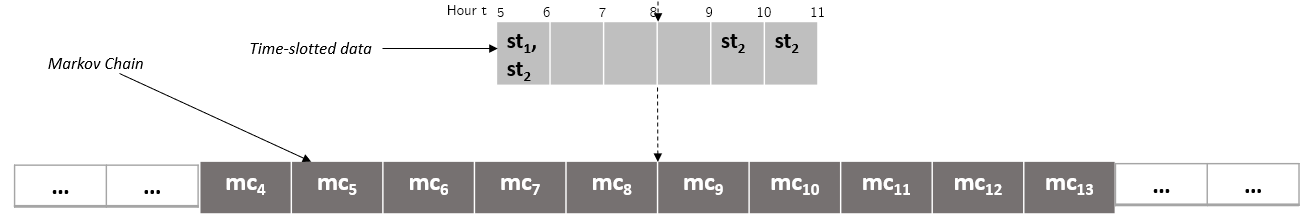 Hour t 5 6 7 8 9 10 11
Time-slotted data
st₁, st₂ st₂
st₂
Markov Chain
... ... mc₄ mc₅ mc₆ mc₇ mc₈ mc₉ mc₁₀ mc₁₁ mc₁₂ mc₁₃ ... ...